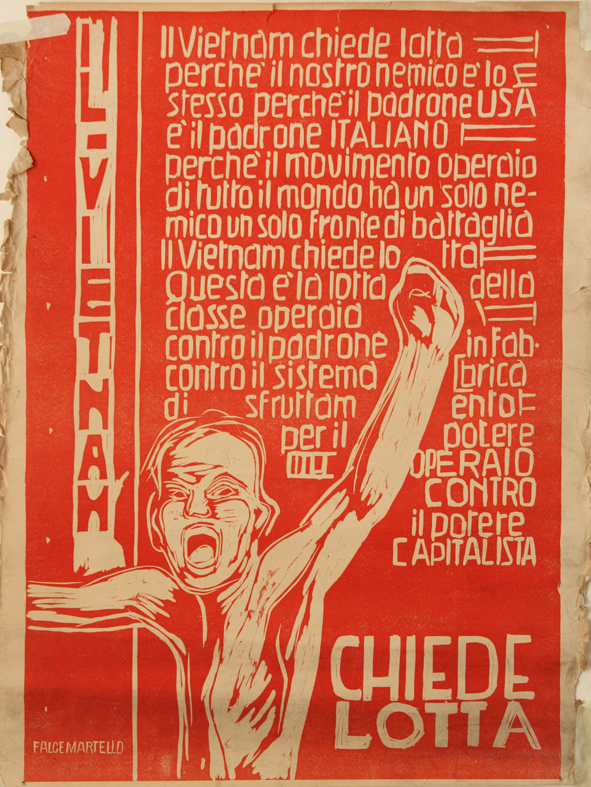 IL VIETNAM
Il Vietnam chiede lotta
perche' il nostro nemico e' lo
stesso perche' il padrone USA
e' il padrone ITALIANO
perche' il movimento operaio
di tutto il mondo ha un solo ne-
mico un solo fronte di battaglia
Il Vietnam chiede lo tta
Questa e' la lotta della
classe operaia
contro il padrone in fab-
contro il sistema brica
di sfruttam ento
per il potere
OPERAIO
CONTRO
il potere
CAPITALISTA
CHIEDE
LOTTA
FALCEMARTELLO